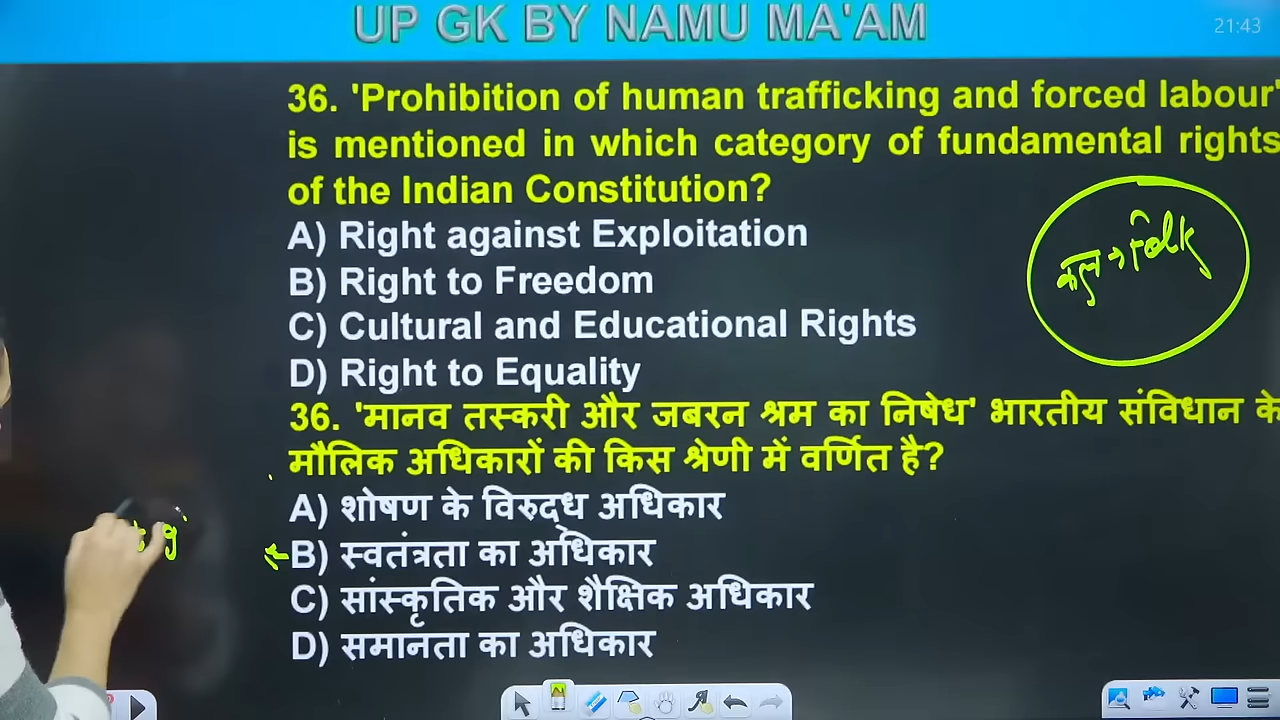 UP GK BY NAMU MA'AM
21:43
36. 'Prohibition of human trafficking and forced labour'
is mentioned in which category of fundamental rights
of the Indian Constitution?
A) Right against Exploitation
B) Right to Freedom
C) Cultural and Educational Rights
D) Right to Equality
36. 'मानव तस्करी और जबरन श्रम का निषेध' भारतीय संविधान के
मौलिक अधिकारों की किस श्रेणी में वर्णित है?
A) शोषण के विरुद्ध अधिकार
B) स्वतंत्रता का अधिकार
C) सांस्कृतिक और शैक्षिक अधिकार
D) समानता का अधिकार